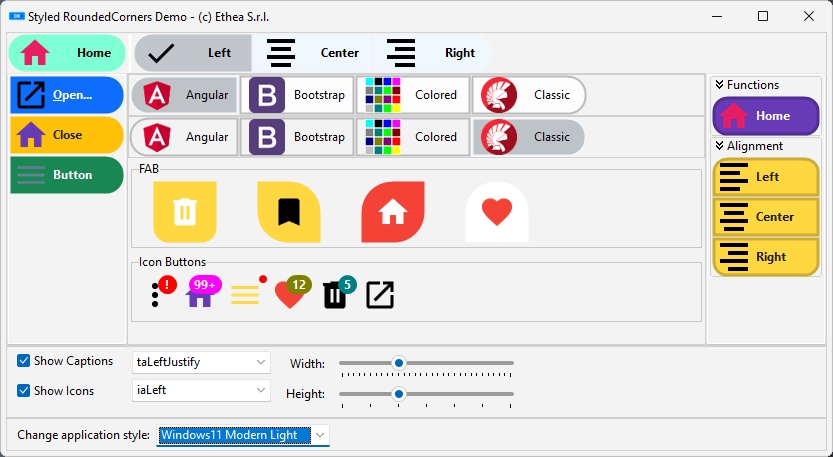 Styled RoundedCorners Demo - (c) Ethea S.r.l.
Home
Left
Center
Right
Open...
Close
Button
Angular
Bootstrap
Colored
Classic
Angular
Bootstrap
Colored
Classic
FAB
Icon Buttons
!
99+
12
5
Functions
Home
Alignment
Left
Center
Right
Show Captions
taLeftJustify
Width:
Show Icons
iaLeft
Height:
Change application style:
Windows11 Modern Light